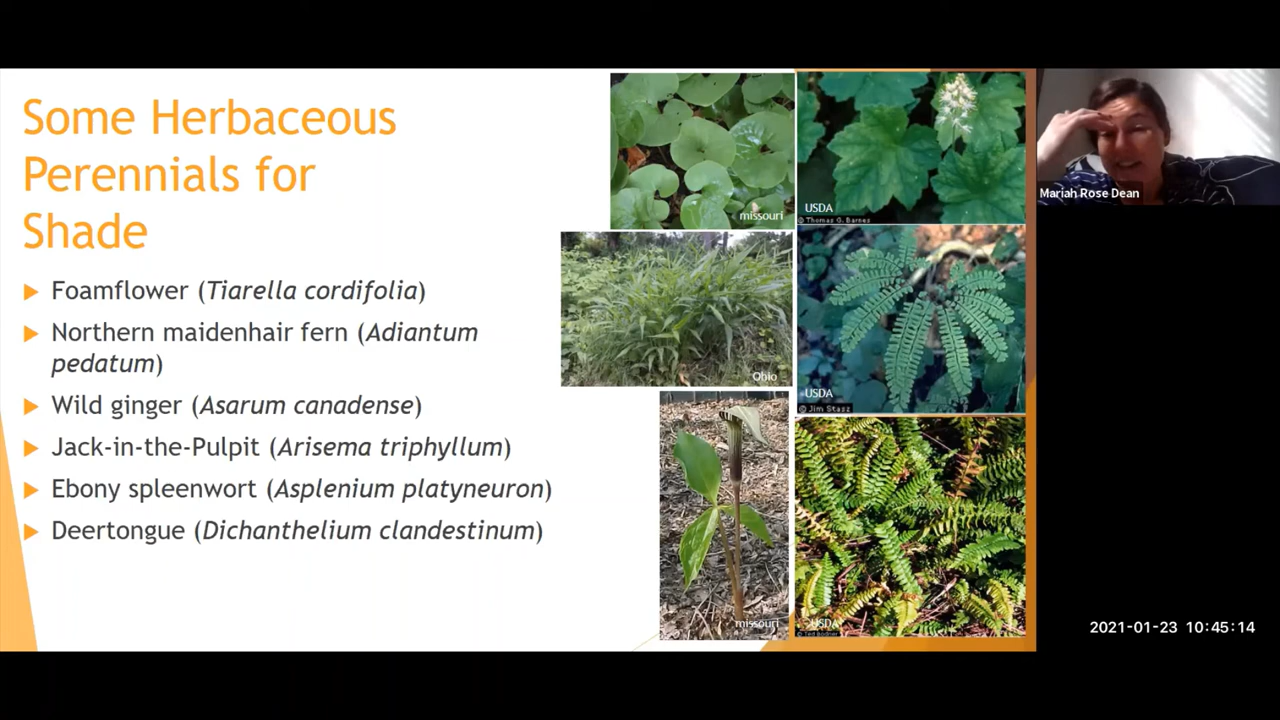 Some Herbaceous
Perennials for
Shade
Foamflower (Tiarella cordifolia)
Northern maidenhair fern (Adiantum
pedatum)
Wild ginger (Asarum canadense)
Jack-in-the-Pulpit (Arisema triphyllum)
Ebony spleenwort (Asplenium platyneuron)
Deertongue (Dichanthelium clandestinum)
missouri
USDA
© Thomas G. Barnes
Ohio
USDA
© Jim Stasz
missouri
USDA
© Ted Bodner
Mariah Rose Dean
2021-01-23 10:45:14